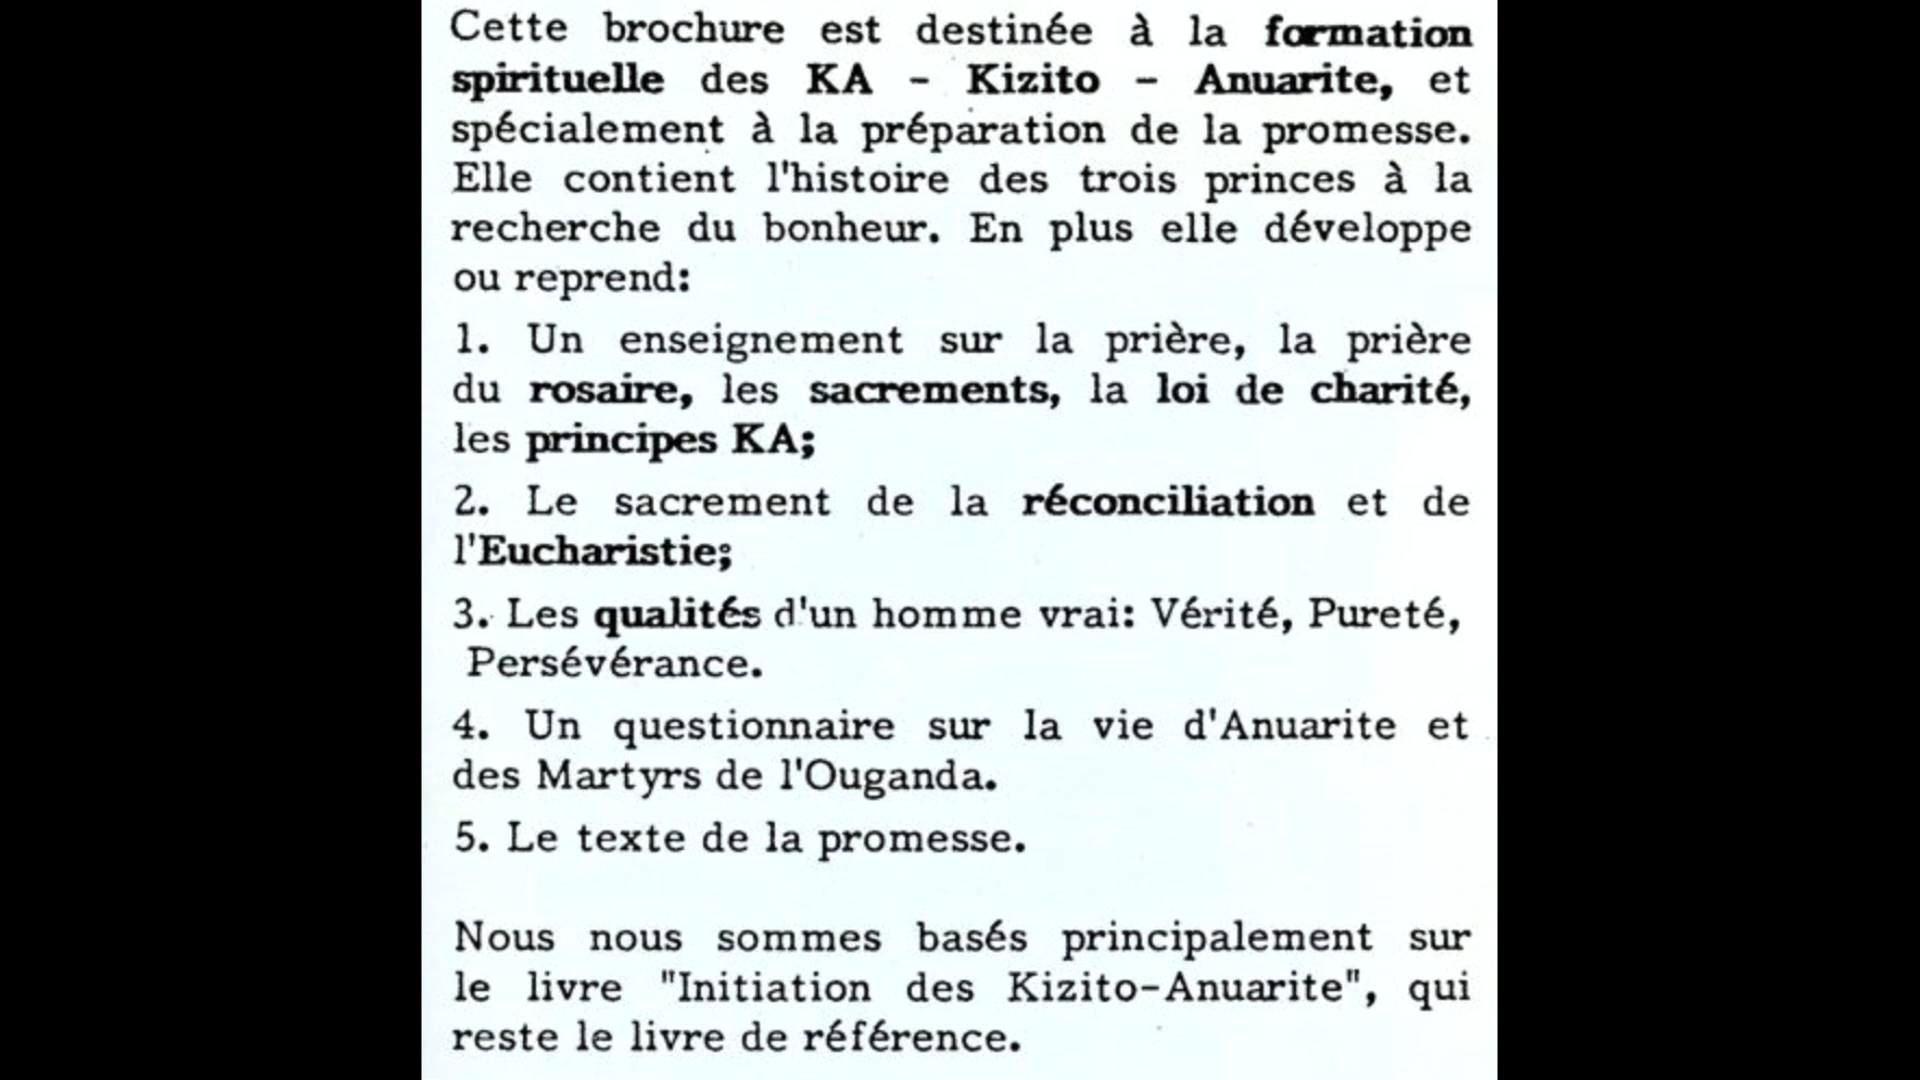 Cette brochure est destinée à la formation
spirituelle des KA - Kizito - Anuarite, et
spécialement à la préparation de la promesse.
Elle contient l'histoire des trois princes à la
recherche du bonheur. En plus elle développe
ou reprend:
1. Un enseignement sur la prière, la prière
du rosaire, les sacrements, la loi de charité,
les principes KA;
2. Le sacrement de la réconciliation et de
l'Eucharistie;
3. Les qualités d'un homme vrai: Vérité, Pureté,
Persévérance.
4. Un questionnaire sur la vie d'Anuarite et
des Martyrs de l'Ouganda.
5. Le texte de la promesse.
Nous nous sommes basés principalement sur
le livre "Initiation des Kizito-Anuarite", qui
reste le livre de référence.